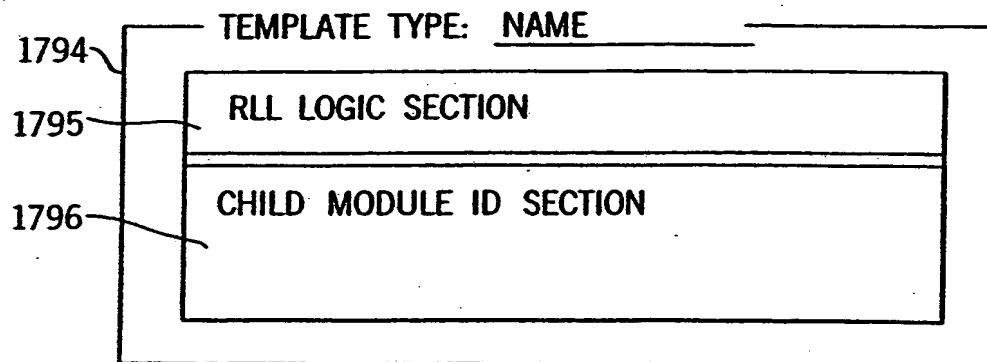 TEMPLATE TYPE: NAME
1794
RLL LOGIC SECTION
1795
CHILD MODULE ID SECTION
1796